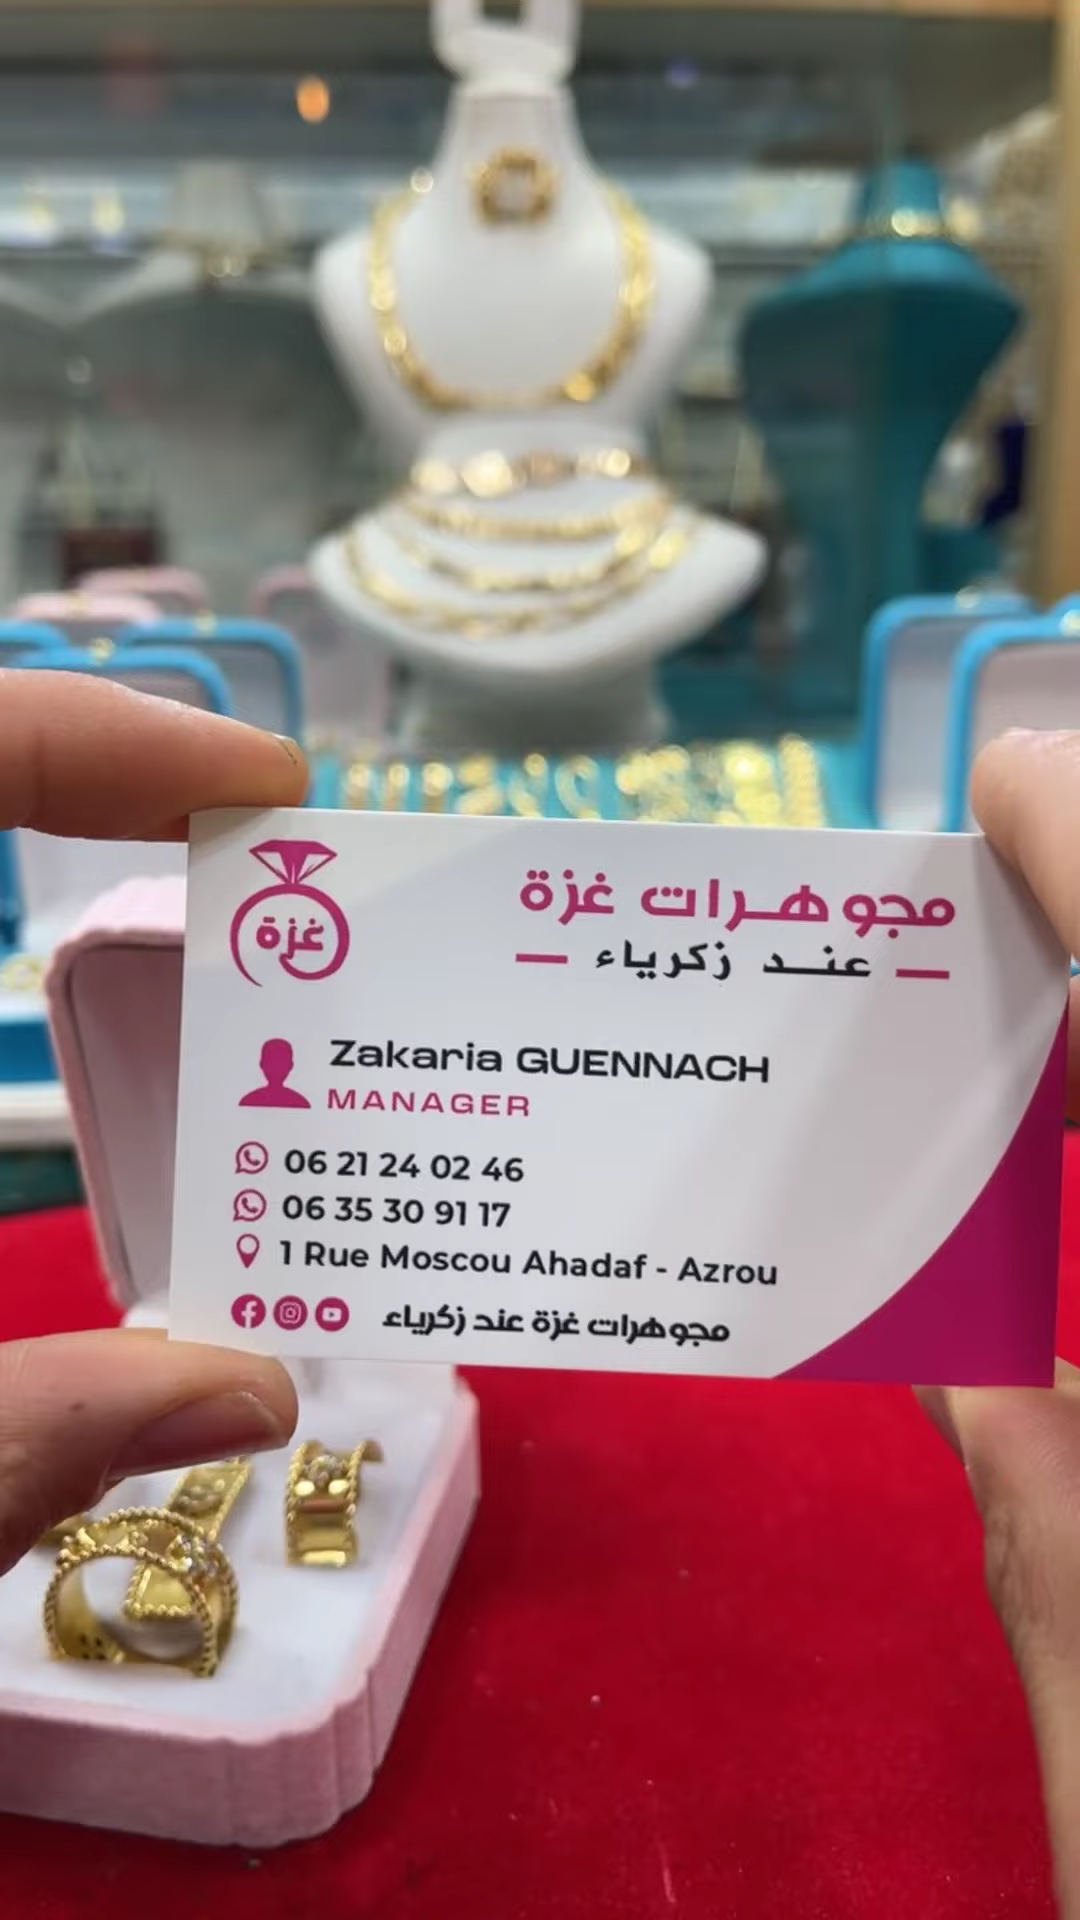 غزة
مجوهرات غزة
عند زكرياء
Zakaria GUENNACH
MANAGER
06 21 24 02 46
06 35 30 91 17
1 Rue Moscou Ahadaf - Azrou
مجوهرات غزة عند زكرياء